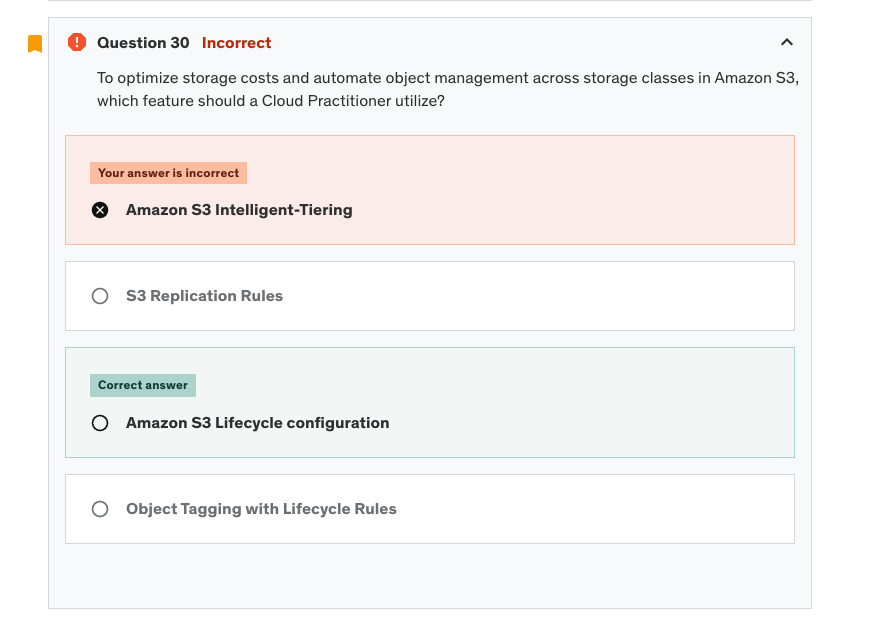 Question 30 Incorrect
To optimize storage costs and automate object management across storage classes in Amazon S3,
which feature should a Cloud Practitioner utilize?
Your answer is incorrect
Amazon S3 Intelligent-Tiering
S3 Replication Rules
Correct answer
Amazon S3 Lifecycle configuration
Object Tagging with Lifecycle Rules